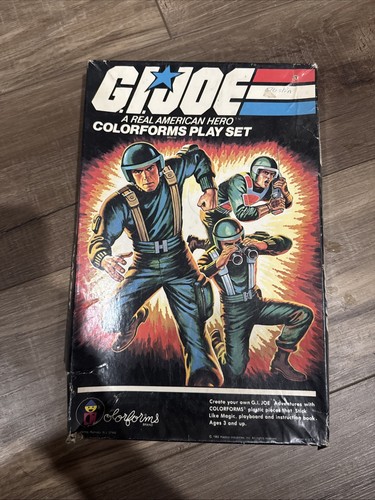 G.I.JOE
A REAL AMERICAN HERO
COLORFORMS PLAY SET
Create your own G.I. JOE Adventures with
COLORFORMS plastic pieces that Stick
Like Magic, playboard and instruction book.
Ages 3 and up.
Colorforms
BRAND